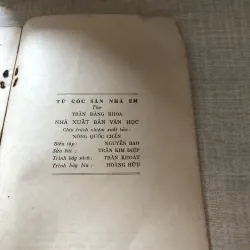 TỪ GÓC SÂN NHÀ EM
Thơ
TRẦN ĐĂNG KHOA
NHÀ XUẤT BẢN VĂN HỌC
Chịu trách nhiệm xuất bản:
NÔNG QUỐC CHẤN
Biên tập: NGUYÊN BAO
Sửa bài: TRẦN KIM DIỆP
Trình bày sách: TRẦN KHOÁT
Trình bày bìa: HOÀNG HỮU